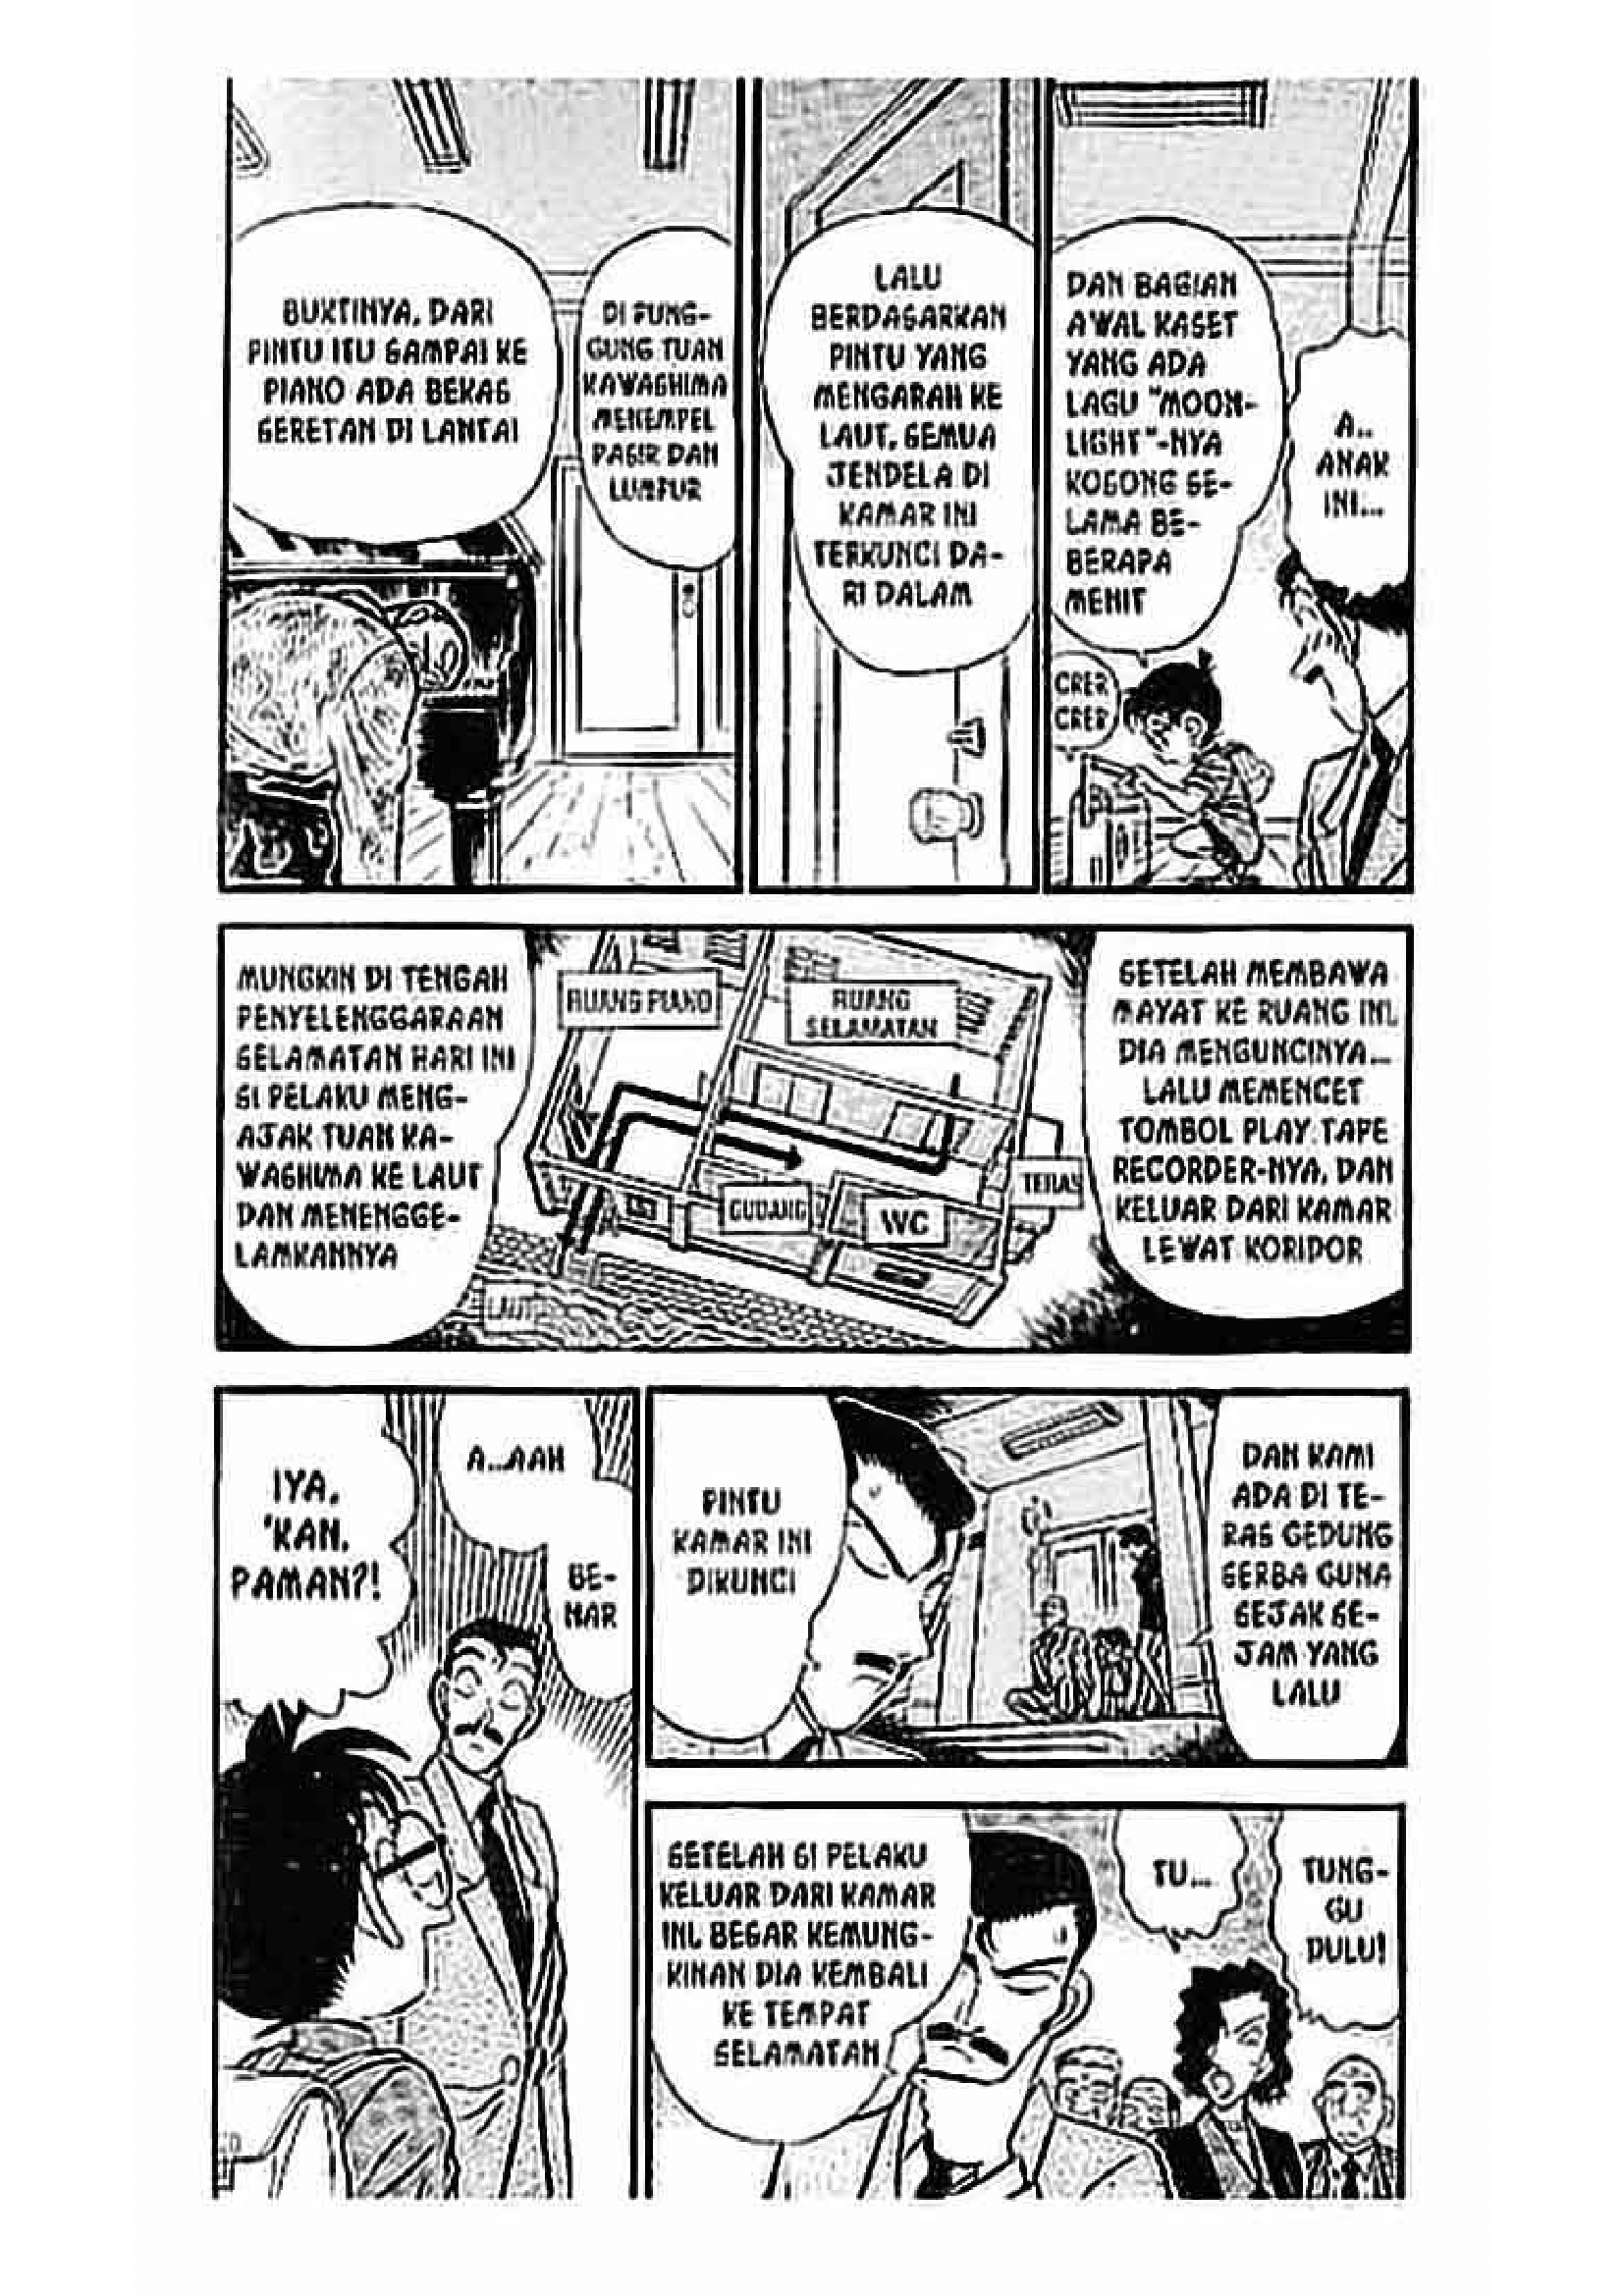 A..
ANAK
INI...
DAN BAGIAN
AWAL KASET
YANG ADA
LAGU "MOON-
LIGHT"-NYA
KOSONG SE-
LAMA BE-
BERAPA
MENIT
CREK
CREK
LALU
BERDASARKAN
PINTU YANG
MENGARAH KE
LAUT, SEMUA
JENDELA DI
KAMAR INI
TERKUNCI DA-
RI DALAM
DI PUNG-
GUNG TUAN
KAWASHIMA
MENEMPEL
PASIR DAN
LUMPUR
BUKTINYA, DARI
PINTU ITU SAMPAI KE
PIANO ADA BEKAS
SERETAN DI LANTAI
SETELAH MEMBAWA
MAYAT KE RUANG INI,
DIA MENGUNCINYA...
LALU MEMENCET
TOMBOL PLAY TAPE
RECORDER-NYA, DAN
KELUAR DARI KAMAR
LEWAT KORIDOR
RUANG PIANO
RUANG
SELAMATAN
TERAS
GUDANG
WC
LAUT
MUNGKIN DI TENGAH
PENYELENGGARAAN
SELAMATAN HARI INI
SI PELAKU MENG-
AJAK TUAN KA-
WASHIMA KE LAUT
DAN MENENGGE-
LAMKANNYA
DAN KAMI
ADA DI TE-
RAS GEDUNG
SERBA GUNA
SEJAK SE-
JAM YANG
LALU
PINTU
KAMAR INI
DIKUNCI
TUNG-
GU
DULU!
TU...
SETELAH SI PELAKU
KELUAR DARI KAMAR
INI, BESAR KEMUNG-
KINAN DIA KEMBALI
KE TEMPAT
SELAMATAN
A...AAH
BE-
NAR
IYA,
'KAN,
PAMAN?!